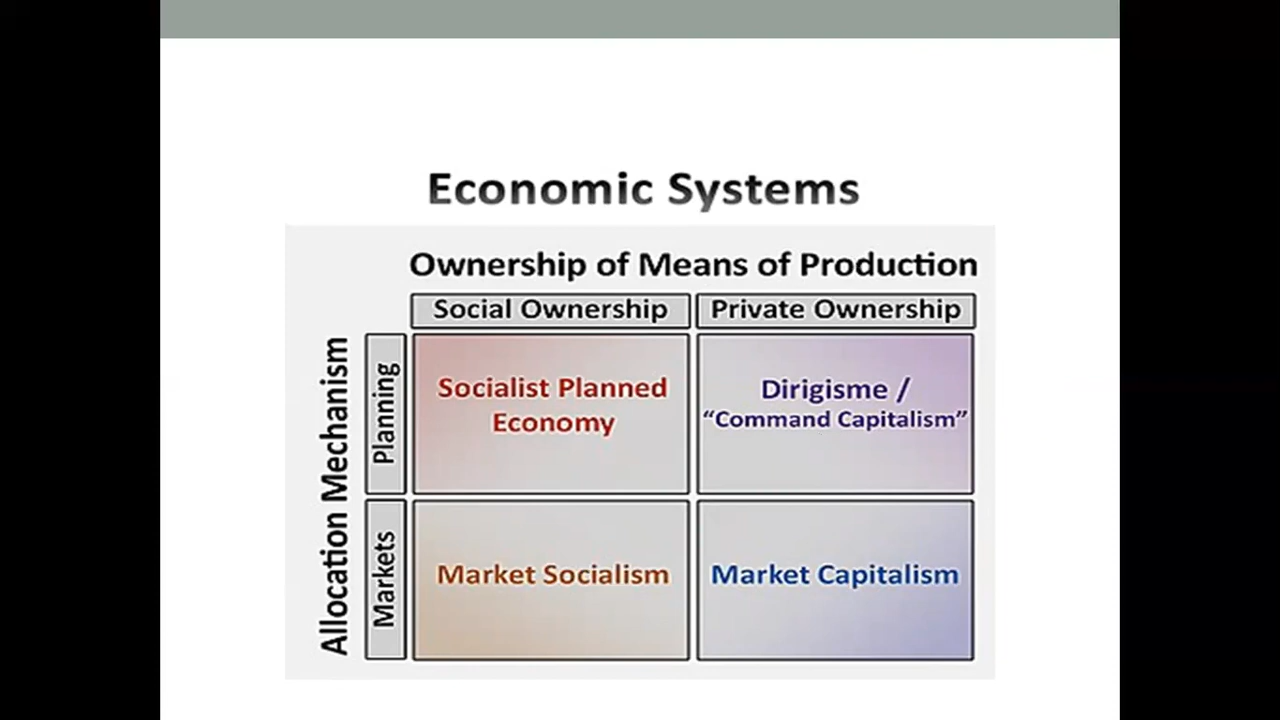 Economic Systems
Ownership of Means of Production
Social Ownership
Private Ownership
Allocation Mechanism
Planning
Socialist Planned
Economy
Dirigisme /
“Command Capitalism”
Markets
Market Socialism
Market Capitalism